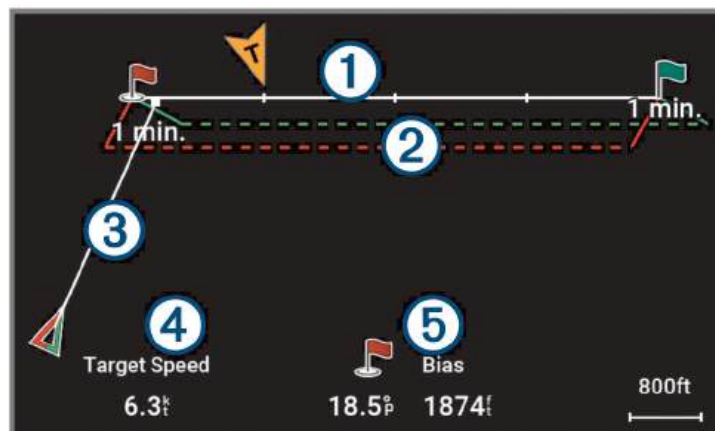 T
1
1 min.
1 min.
2
3
4
5
Target Speed
Bias
6.3kt
18.5°P
1874ft
800ft